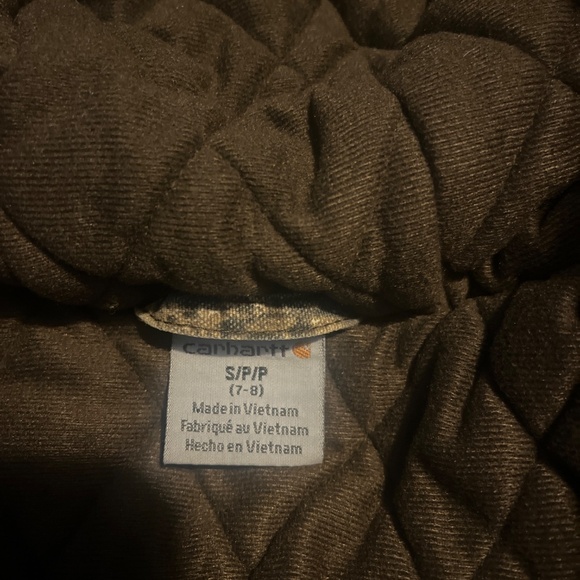 carhartt
S/P/P
(7-8)
Made in Vietnam
Fabriqué au Vietnam
Hecho en Vietnam